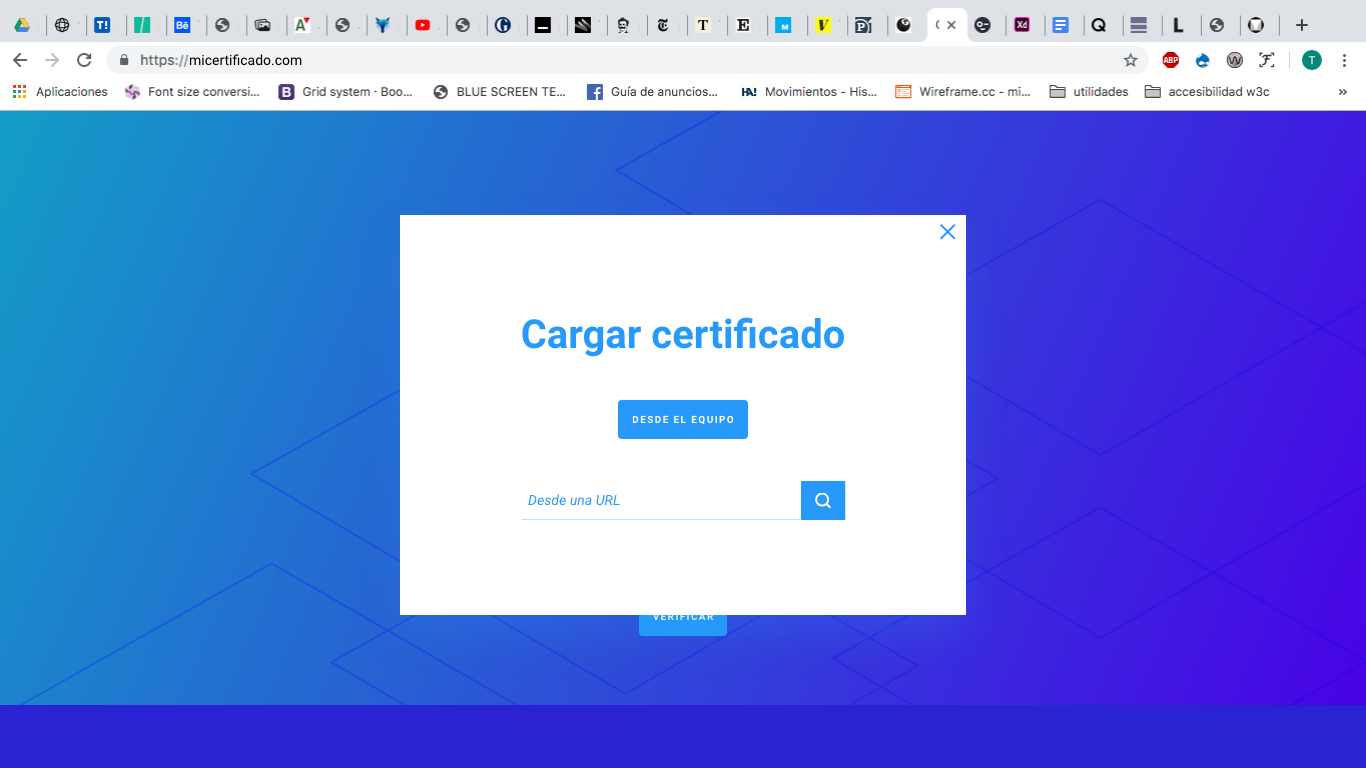 https://micertificado.com
ABP
T
Aplicaciones
Font size conversi...
Grid system · Boo...
BLUE SCREEN TE...
Guía de anuncios...
Movimientos - His...
Wireframe.cc - mi...
utilidades
accesibilidad w3c
Cargar certificado
DESDE EL EQUIPO
Desde una URL
VERIFICAR